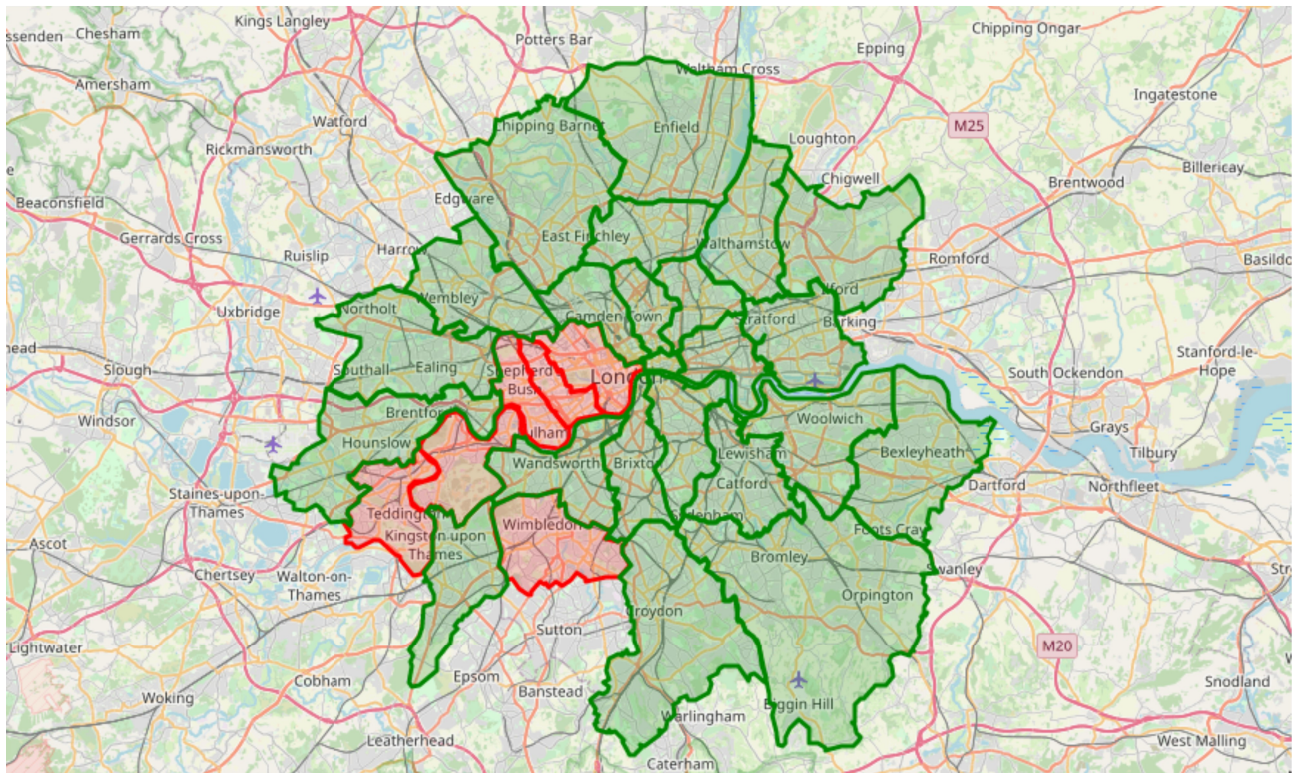 Kings Langley
Chipping Ongar
ssenden
Chesham
Potters Bar
Epping
Waltham Cross
Amersham
Ingatestone
Watford
Chipping Barnet
Enfield
M25
Loughton
Rickmansworth
Billericay
Chigwell
Brentwood
Beaconsfield
Edgware
Gerrards Cross
East Finchley
Walthamstow
Harrow
Ruislip
Romford
Basildo
Ilford
Wembley
Northolt
Uxbridge
Camden Town
Stratford
Barking
ead
Stanford-le-
Hope
Slough
Southall
Ealing
Shepherd's
Bush
London
South Ockendon
Windsor
Brentford
Woolwich
Grays
Hounslow
Fulham
Tilbury
Wandsworth
Brixton
Lewisham
Bexleyheath
Catford
Dartford
Northfleet
Staines-upon-
Thames
Teddington
Wimbledon
Sydenham
Kingston upon
Thames
Foots Cray
Ascot
Bromley
Swanley
Chertsey
Walton-on-
Thames
Orpington
Croydon
Sutton
Lightwater
M20
Epsom
Cobham
Snodland
Banstead
Woking
Biggin Hill
Warlingham
Leatherhead
West Malling
Caterham